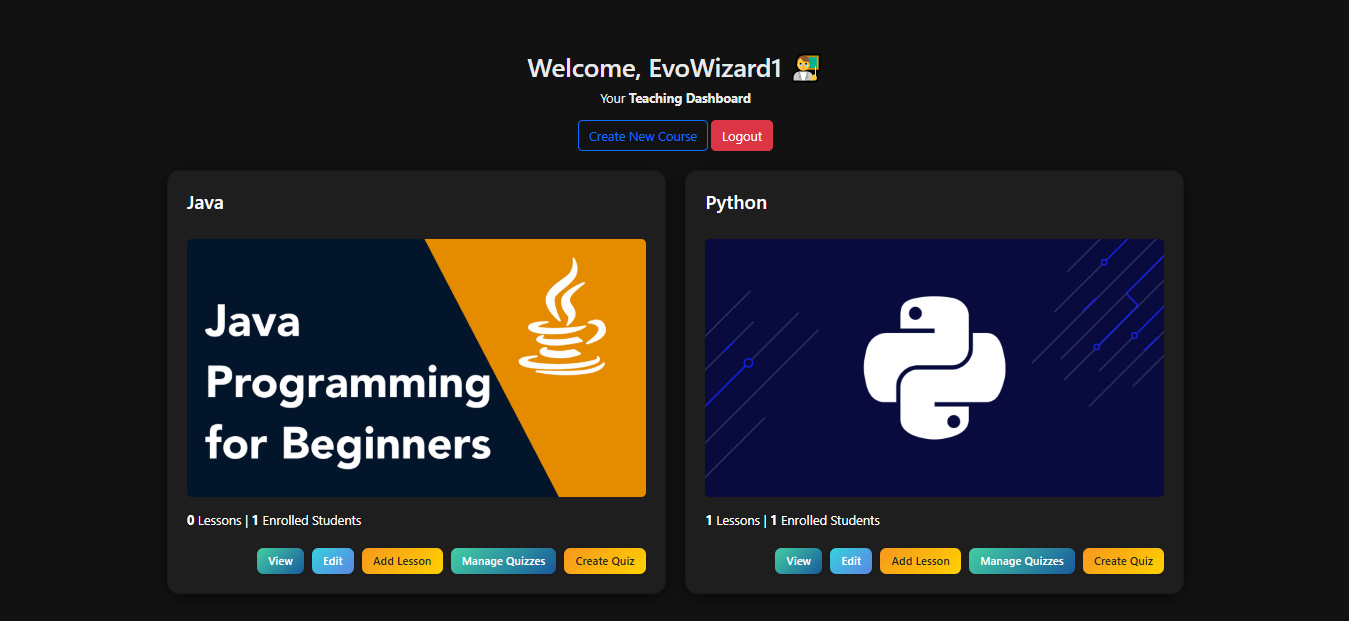 Welcome, EvoWizard1 👨‍🏫
Your Teaching Dashboard
Create New Course Logout
Java
Java
Programming
for Beginners
0 Lessons | 1 Enrolled Students
View Edit Add Lesson Manage Quizzes Create Quiz
Python
1 Lessons | 1 Enrolled Students
View Edit Add Lesson Manage Quizzes Create Quiz